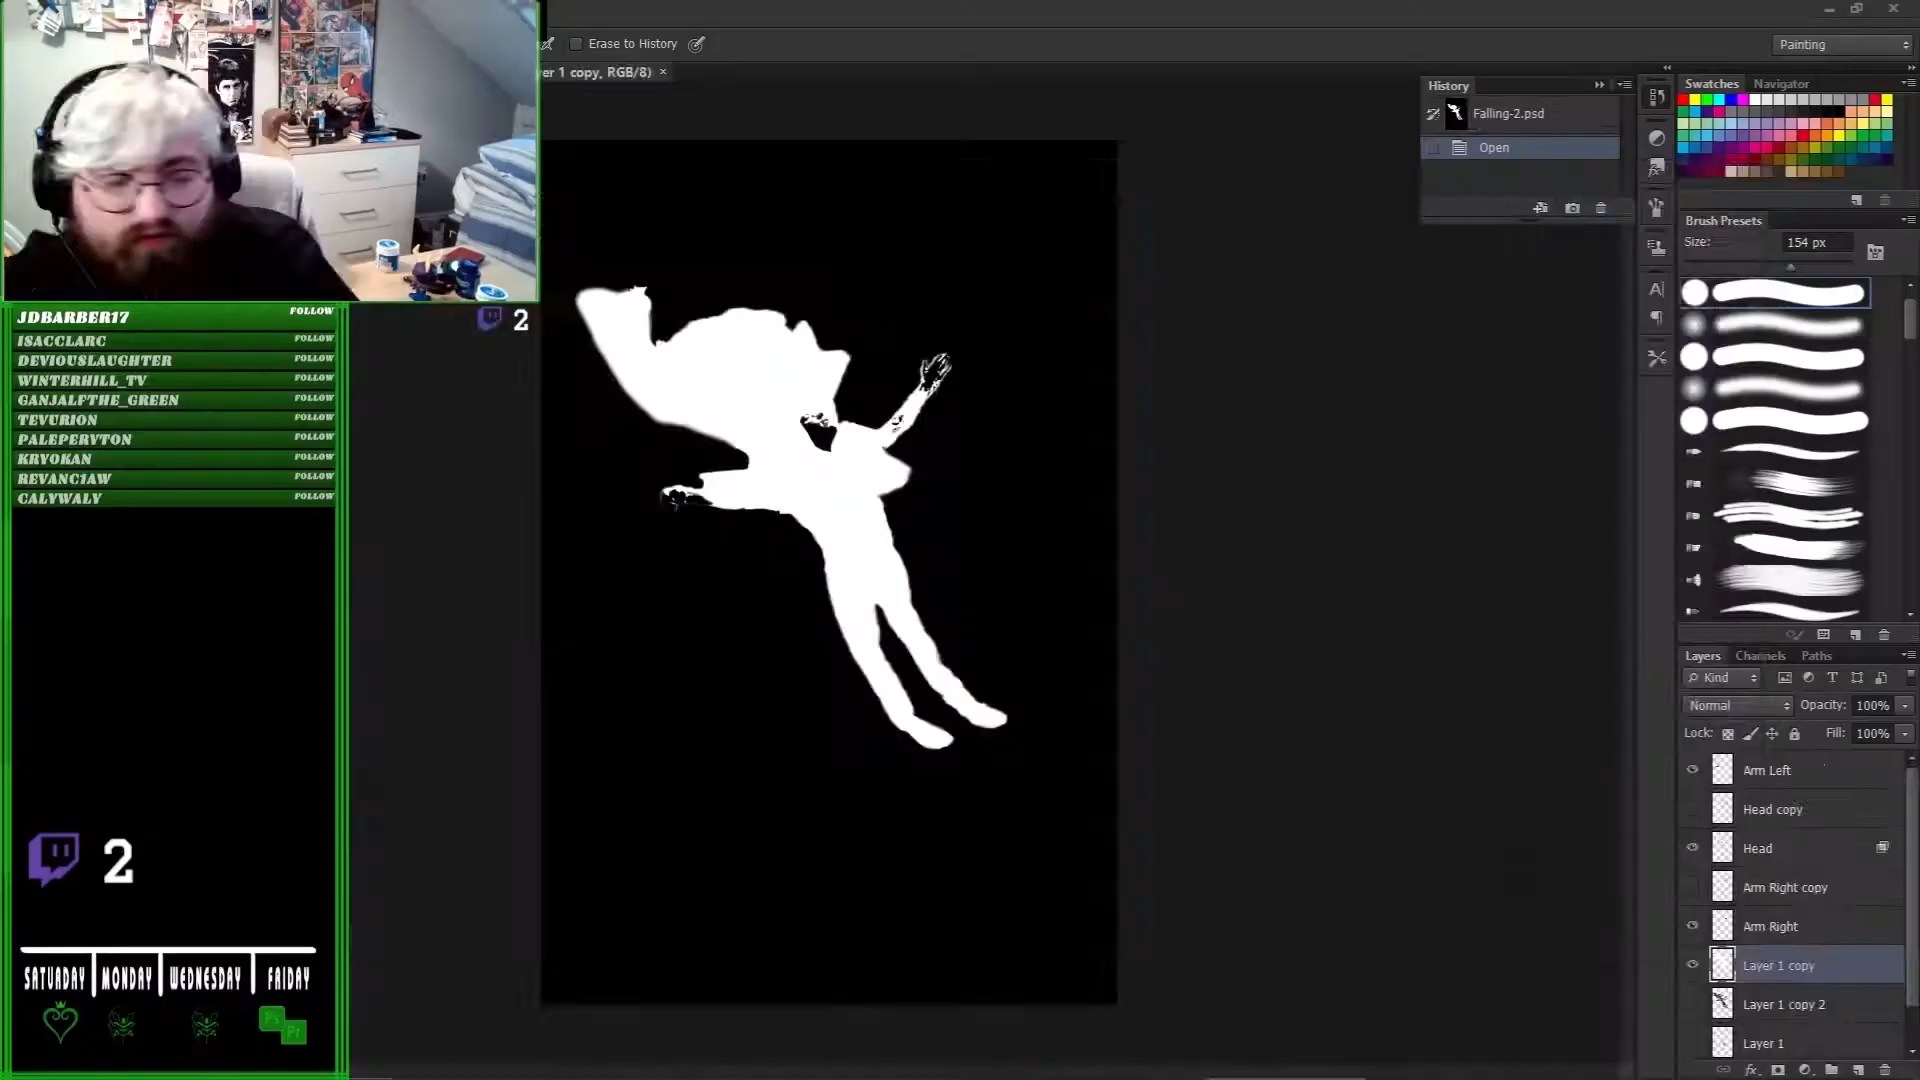 Erase to History
Painting
er 1 copy, RGB/8)
History
Falling-2.psd
Open
Swatches
Navigator
Brush Presets
Size:
154 px
JDBARBER17 FOLLOW
ISACCLARC FOLLOW
DEVIOUSLAUGHTER FOLLOW
WINTERHILL_TV FOLLOW
GANJALFTHE_GREEN FOLLOW
TEVURION FOLLOW
PALEPERYTON FOLLOW
KRYOKAN FOLLOW
REVANC1AW FOLLOW
CALYWALY FOLLOW
2
2
SATURDAY MONDAY WEDNESDAY FRIDAY
Ps
Pr
Layers Channels Paths
Kind
Normal Opacity: 100%
Lock: Fill: 100%
Arm Left
Head copy
Head
Arm Right copy
Arm Right
Layer 1 copy
Layer 1 copy 2
Layer 1